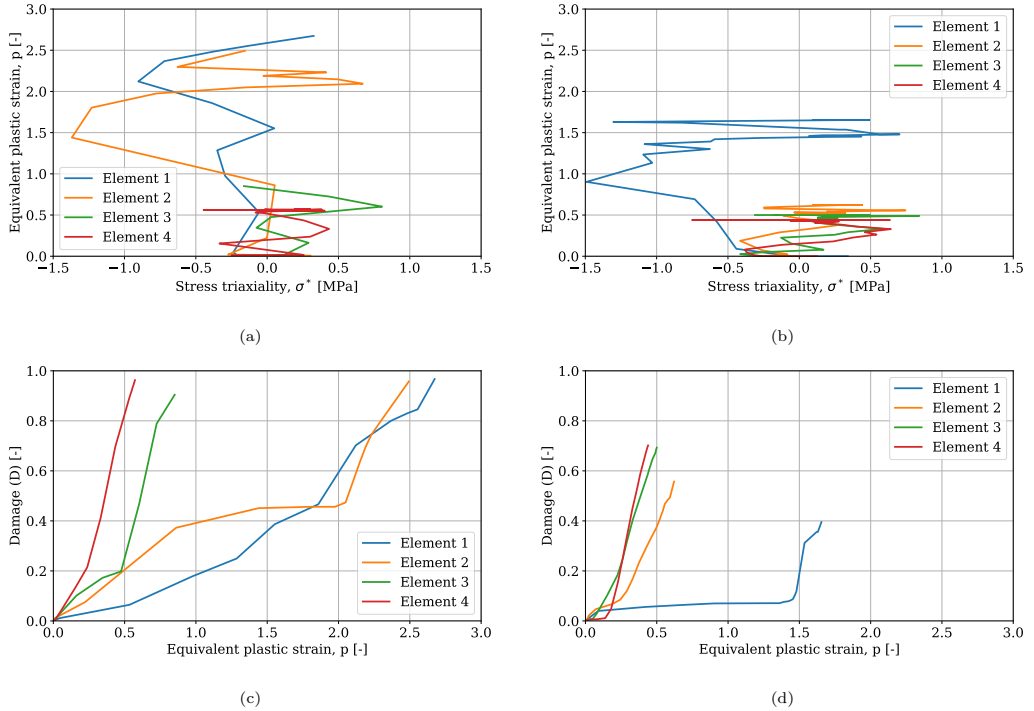 3.0
2.5
2.0
1.5
1.0
0.5
0.0
Equivalent plastic strain, p [-]
Element 1
Element 2
Element 3
Element 4
−1.5 −1.0 −0.5 0.0 0.5 1.0 1.5
Stress triaxiality, σ* [MPa]
(a)
3.0
2.5
2.0
1.5
1.0
0.5
0.0
Equivalent plastic strain, p [-]
Element 1
Element 2
Element 3
Element 4
−1.5 −1.0 −0.5 0.0 0.5 1.0 1.5
Stress triaxiality, σ* [MPa]
(b)
1.0
0.8
0.6
0.4
0.2
0.0
Damage (D) [-]
Element 1
Element 2
Element 3
Element 4
0.0 0.5 1.0 1.5 2.0 2.5 3.0
Equivalent plastic strain, p [-]
(c)
1.0
0.8
0.6
0.4
0.2
0.0
Damage (D) [-]
Element 1
Element 2
Element 3
Element 4
0.0 0.5 1.0 1.5 2.0 2.5 3.0
Equivalent plastic strain, p [-]
(d)